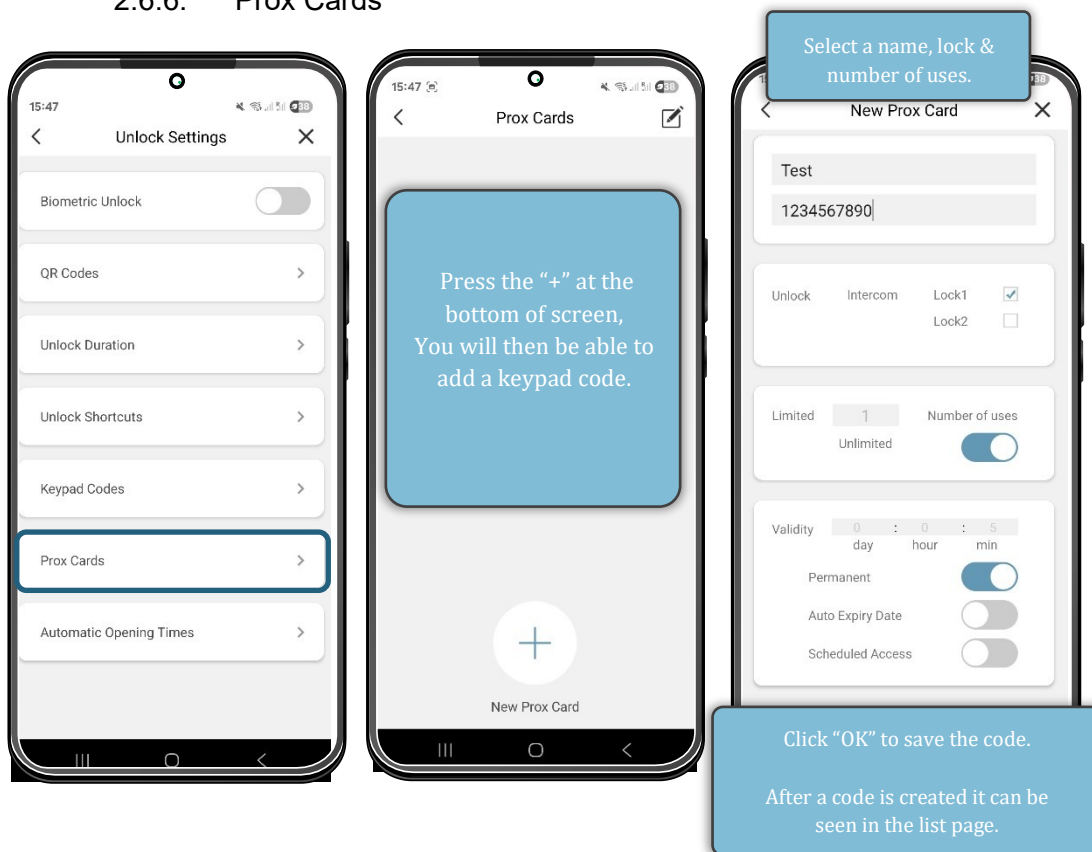 2.6.6. Prox Cards
15:47
Unlock Settings
Biometric Unlock
QR Codes
Unlock Duration
Unlock Shortcuts
Keypad Codes
Prox Cards
Automatic Opening Times
15:47
38
Prox Cards
Press the “+” at the
bottom of screen,
You will then be able to
add a keypad code.
New Prox Card
Select a name, lock &
number of uses.
New Prox Card
Test
1234567890
Unlock Intercom Lock1
Lock2
Limited 1 Number of uses
Unlimited
Validity 0 : 0 : 5
day hour min
Permanent
Auto Expiry Date
Scheduled Access
Click “OK” to save the code.
After a code is created it can be
seen in the list page.